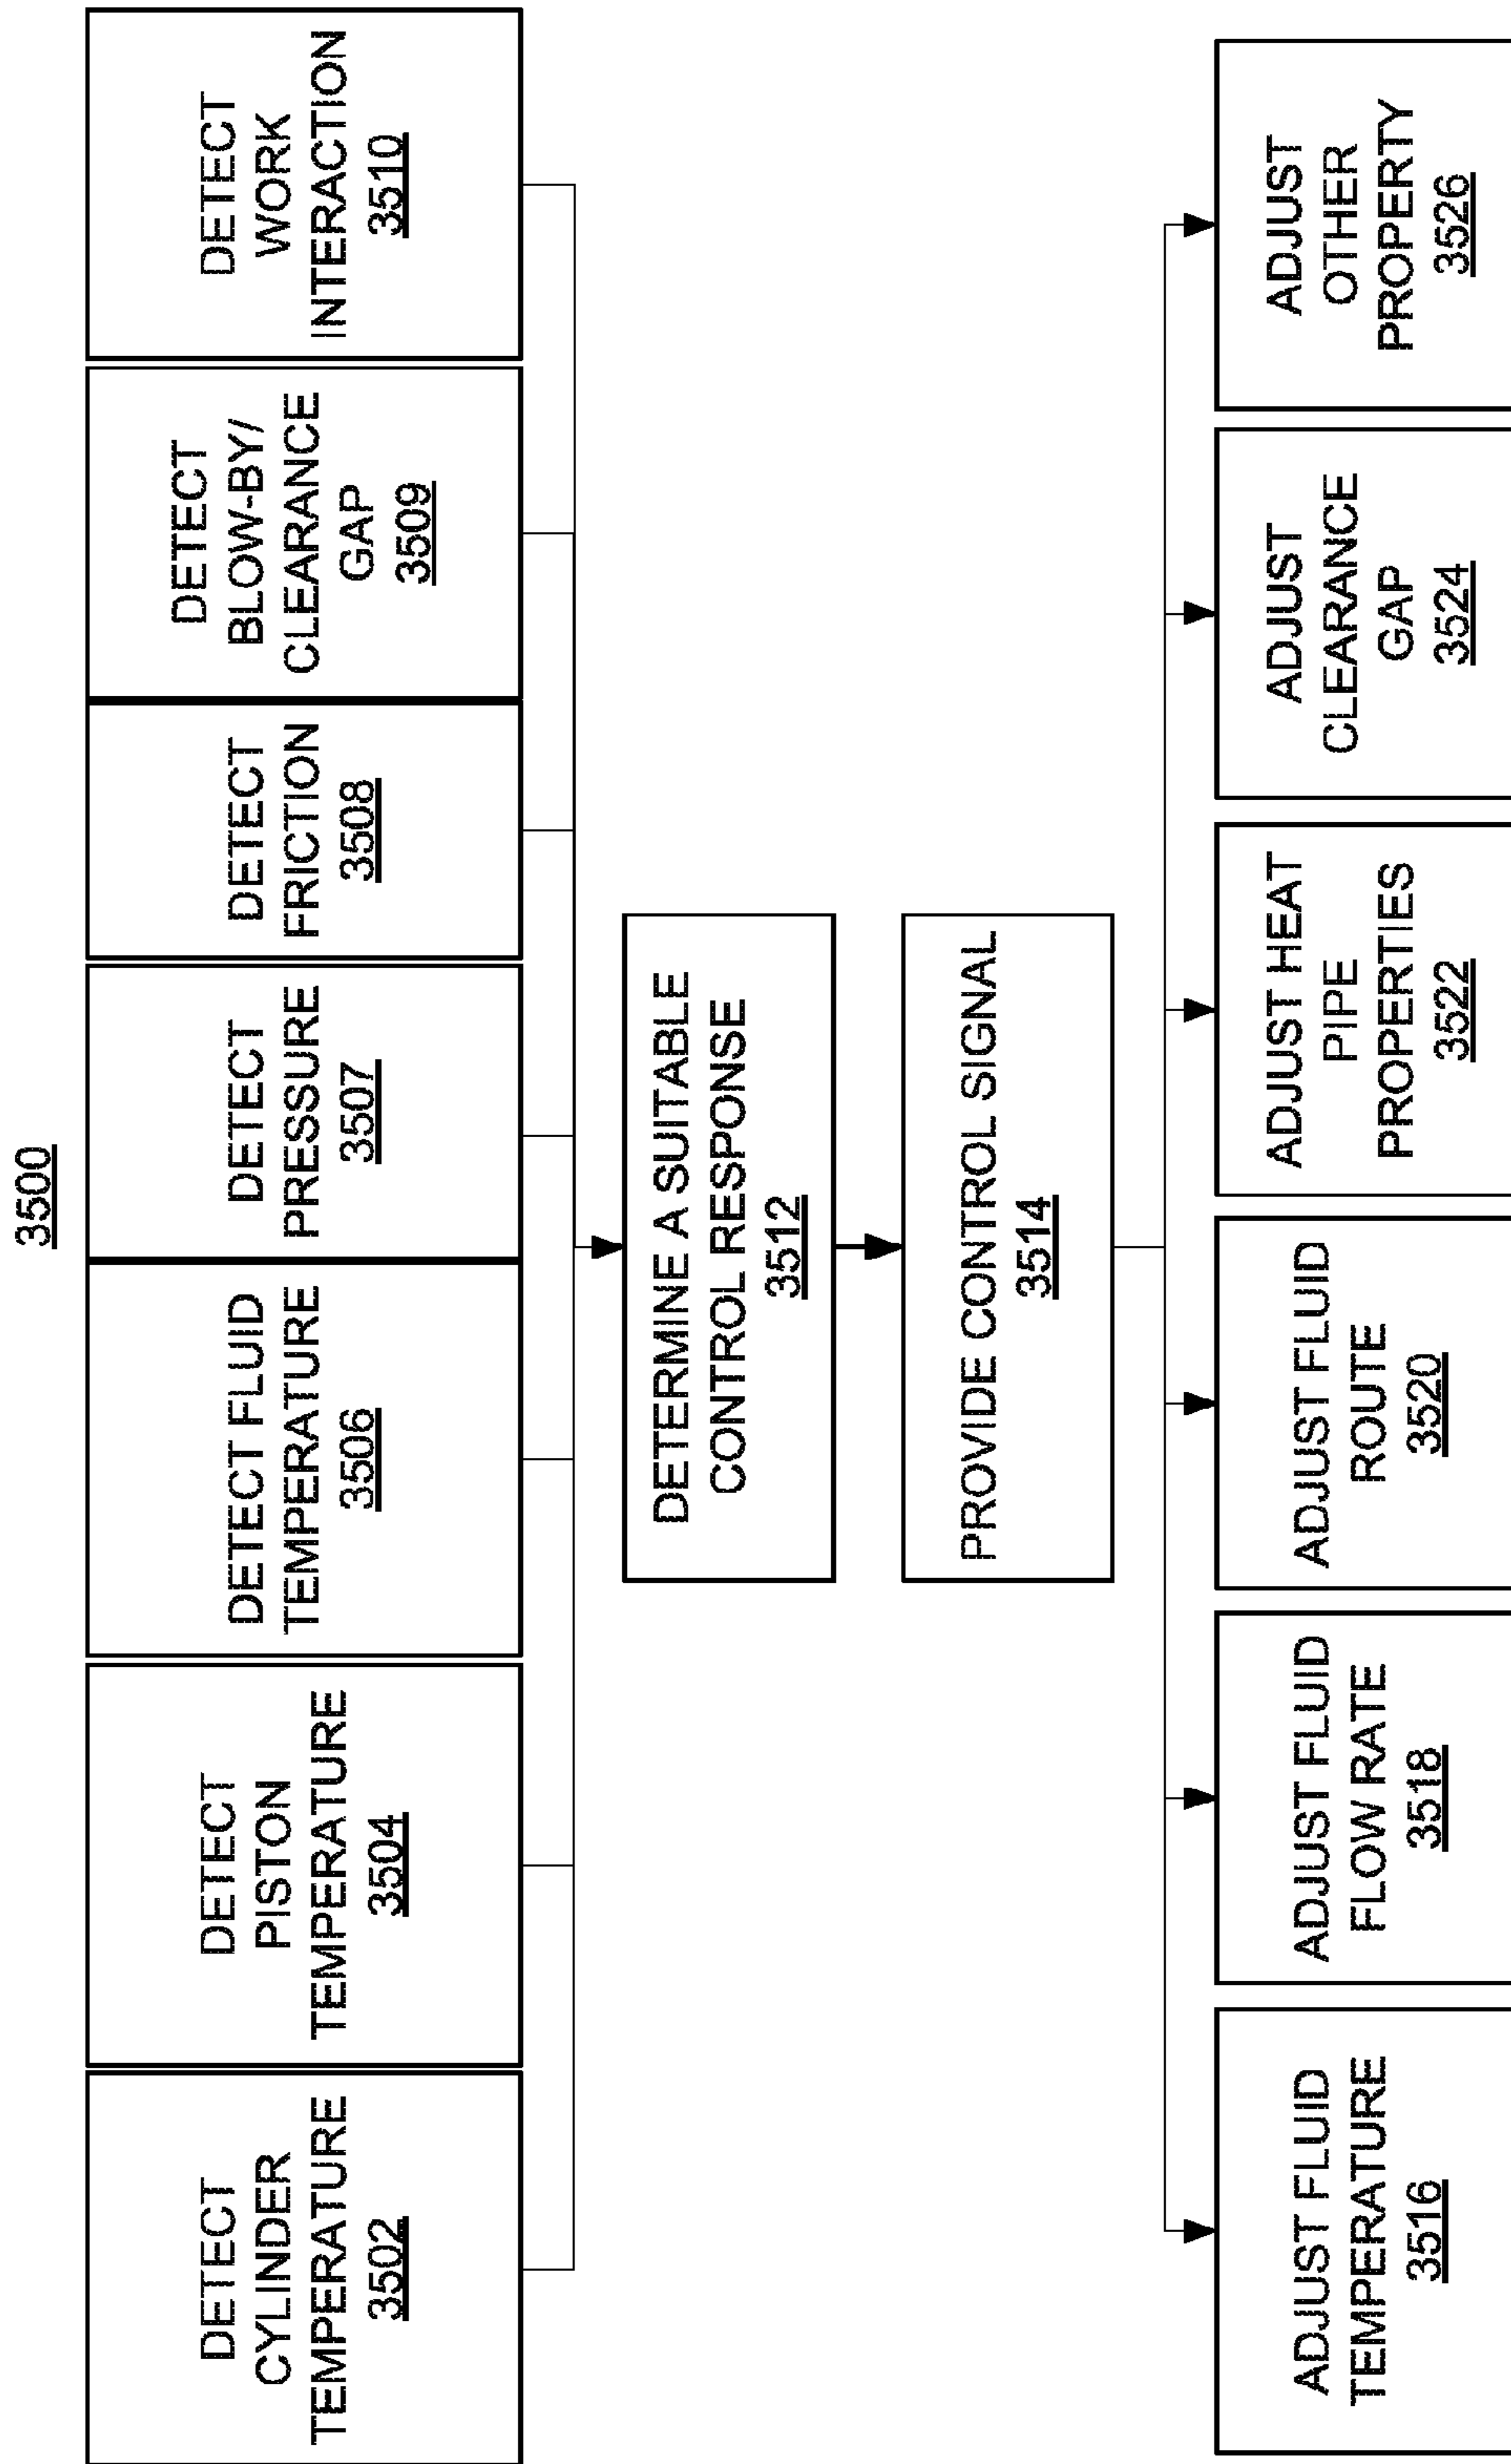 3500
DETECT
CYLINDER
TEMPERATURE
3502
DETECT
PISTON
TEMPERATURE
3504
DETECT FLUID
TEMPERATURE
3506
DETECT
PRESSURE
3507
DETECT
FRICTION
3508
DETECT
BLOW-BY/
CLEARANCE
GAP
3509
DETECT
WORK
INTERACTION
3510
DETERMINE A SUITABLE
CONTROL RESPONSE
3512
PROVIDE CONTROL SIGNAL
3514
ADJUST FLUID
TEMPERATURE
3516
ADJUST FLUID
FLOW RATE
3518
ADJUST FLUID
ROUTE
3520
ADJUST HEAT
PIPE
PROPERTIES
3522
ADJUST
CLEARANCE
GAP
3524
ADJUST
OTHER
PROPERTY
3526